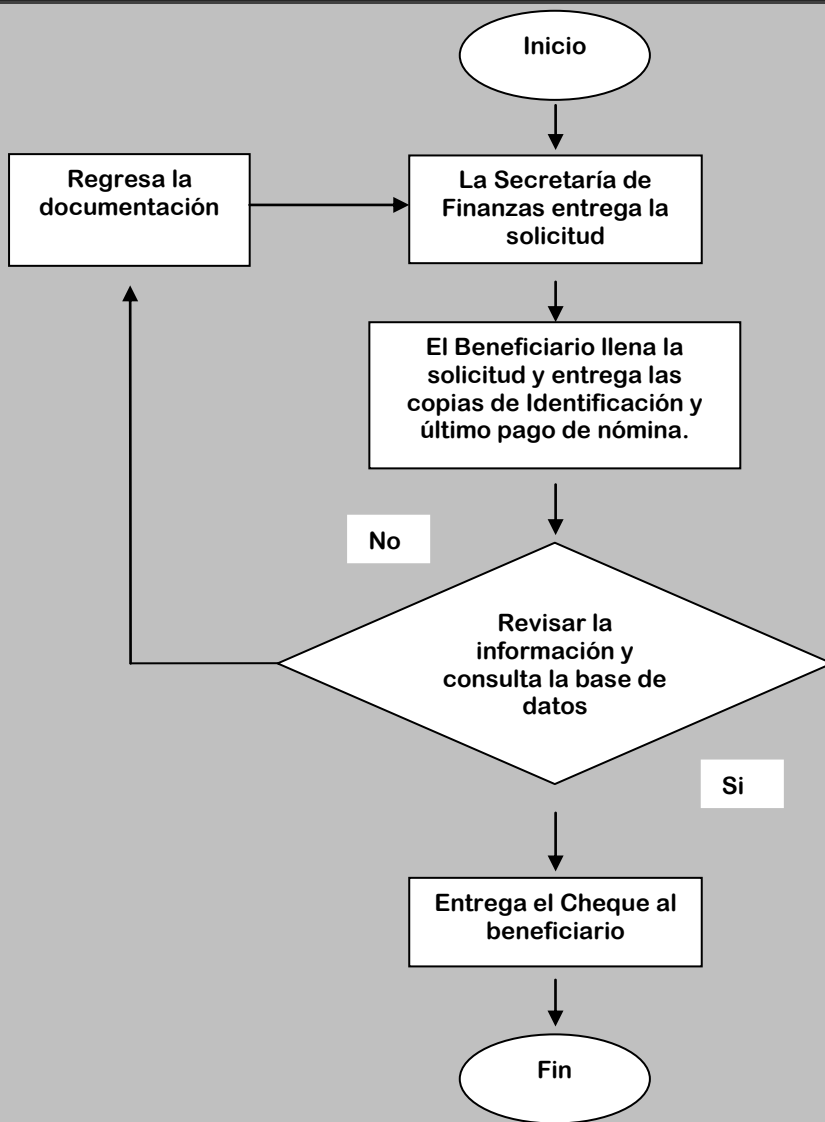 Inicio
Regresa la
documentación
La Secretaría de
Finanzas entrega la
solicitud
El Beneficiario llena la
solicitud y entrega las
copias de Identificación y
último pago de nómina.
No
Revisar la
información y
consulta la base de
datos
Si
Entrega el Cheque al
beneficiario
Fin